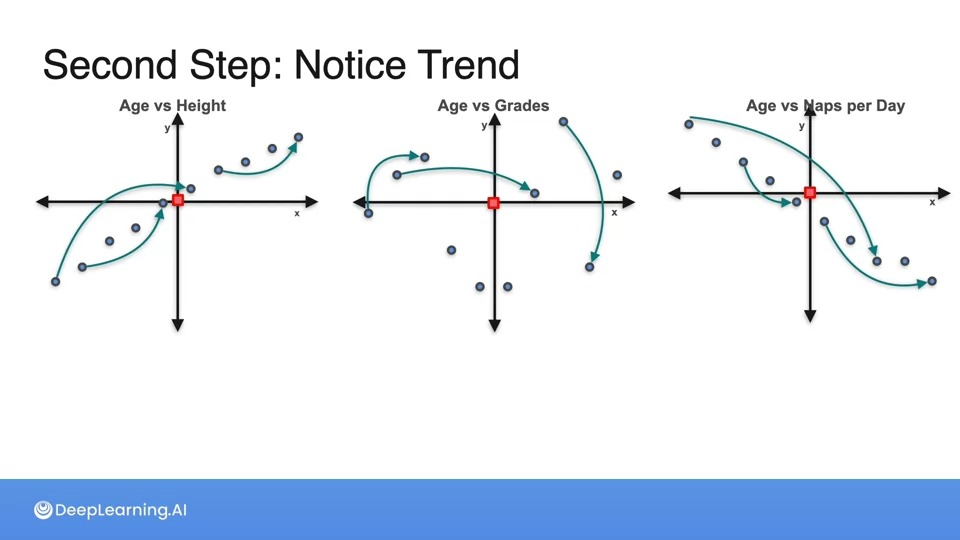 Second Step: Notice Trend
Age vs Height
Age vs Grades
Age vs Naps per Day
y
y
y
x
x
x
DeepLearning.AI